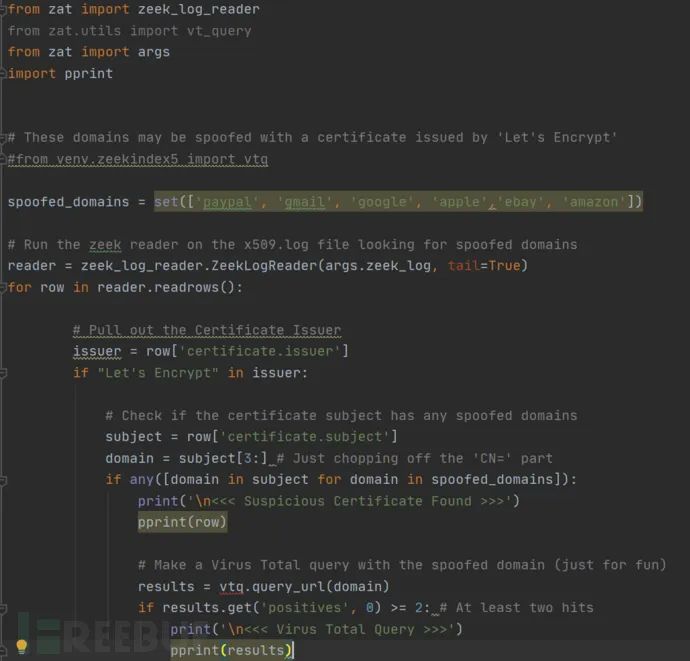 from zat import zeek_log_reader
from zat.utils import vt_query
from zat import args
import pprint
# These domains may be spoofed with a certificate issued by 'Let's Encrypt'
#from venv.zeekindex5 import vtq
spoofed_domains = set(['paypal', 'gmail', 'google', 'apple','ebay', 'amazon'])
# Run the zeek reader on the x509.log file looking for spoofed domains
reader = zeek_log_reader.ZeekLogReader(args.zeek_log, tail=True)
for row in reader.readrows():
# Pull out the Certificate Issuer
issuer = row['certificate.issuer']
if "Let's Encrypt" in issuer:
# Check if the certificate subject has any spoofed domains
subject = row['certificate.subject']
domain = subject[3:] # Just chopping off the 'CN=' part
if any([domain in subject for domain in spoofed_domains]):
print('\n<<< Suspicious Certificate Found >>>')
pprint(row)
# Make a Virus Total query with the spoofed domain (just for fun)
results = vtq.query_url(domain)
if results.get('positives', 0) >= 2: # At least two hits
print('\n<<< Virus Total Query >>>')
pprint(results)
FREEBUF